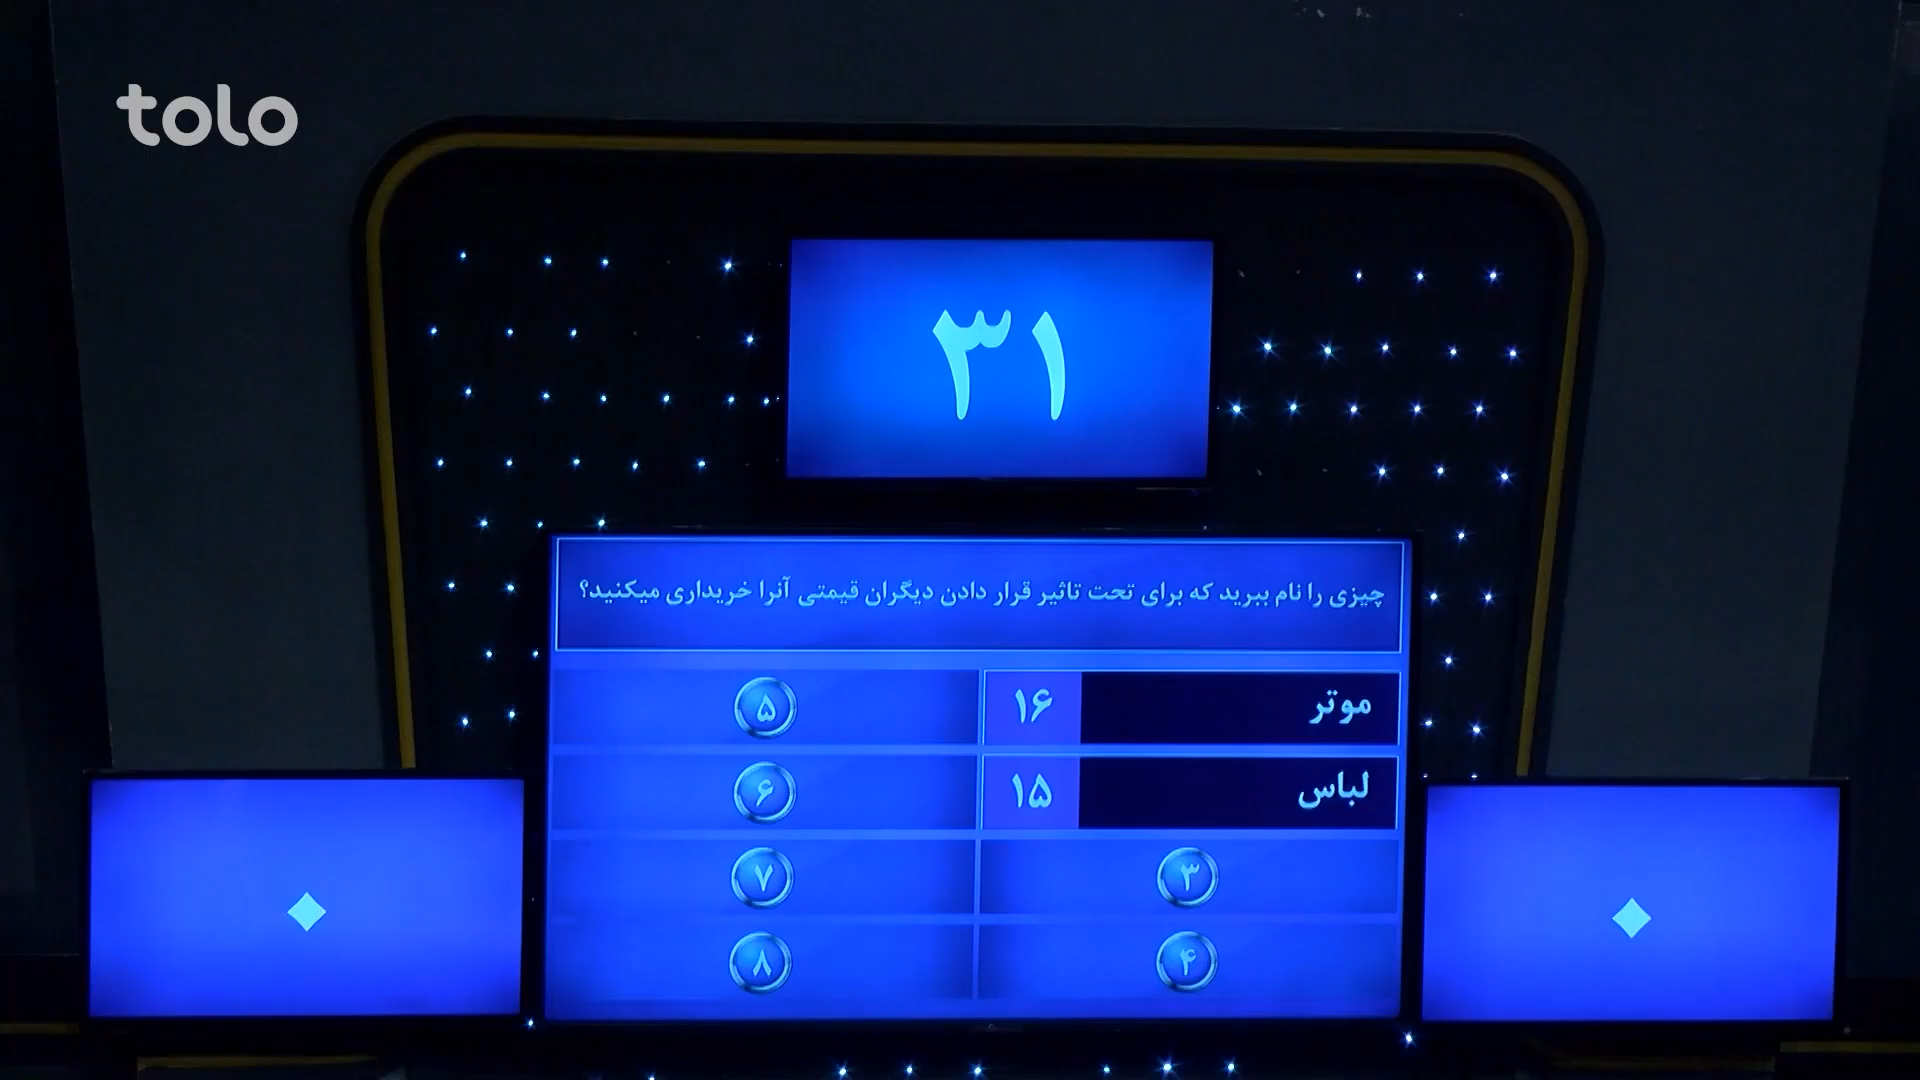 tolo
۳۱
چیزی را نام ببرید که برای تحت تاثیر قرار دادن دیگران قیمتی آنرا خریداری میکنید؟
موتر ۱۶
۵
لباس ۱۵
۶
۳
۷
۴
۸